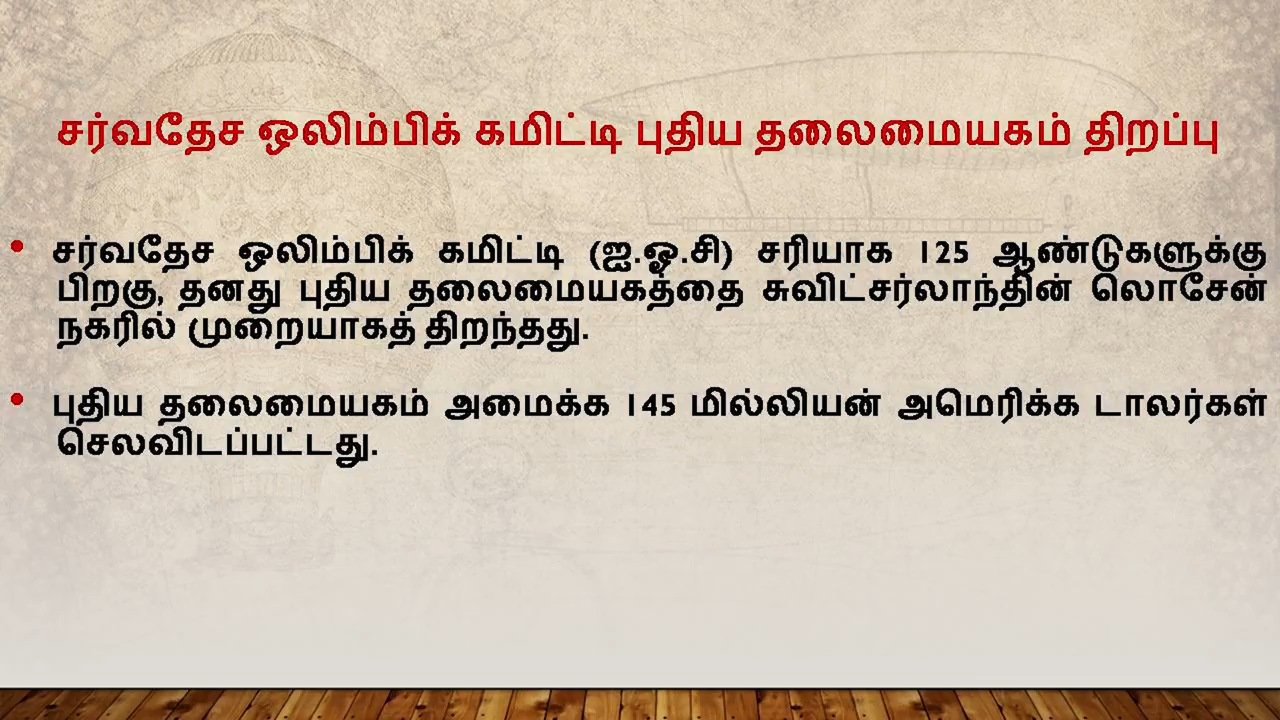 சர்வதேச ஒலிம்பிக் கமிட்டி புதிய தலைமையகம் திறப்பு
• சர்வதேச ஒலிம்பிக் கமிட்டி (ஐ.ஓ.சி) சரியாக 125 ஆண்டுகளுக்கு
பிறகு, தனது புதிய தலைமையகத்தை சுவிட்சர்லாந்தின் லொசேன்
நகரில் முறையாகத் திறந்தது.
• புதிய தலைமையகம் அமைக்க 145 மில்லியன் அமெரிக்க டாலர்கள்
செலவிடப்பட்டது.